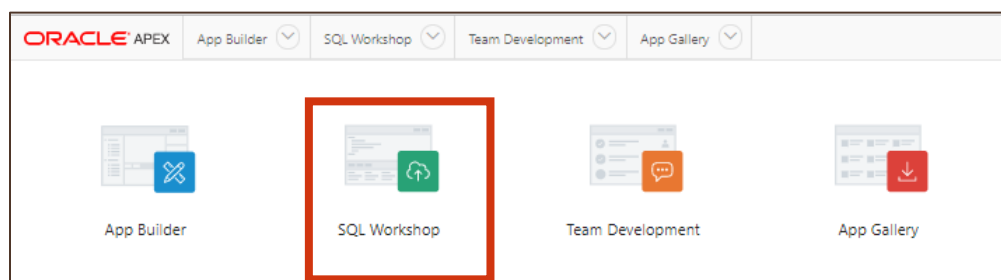 ORACLE APEX App Builder SQL Workshop Team Development App Gallery
App Builder SQL Workshop Team Development App Gallery